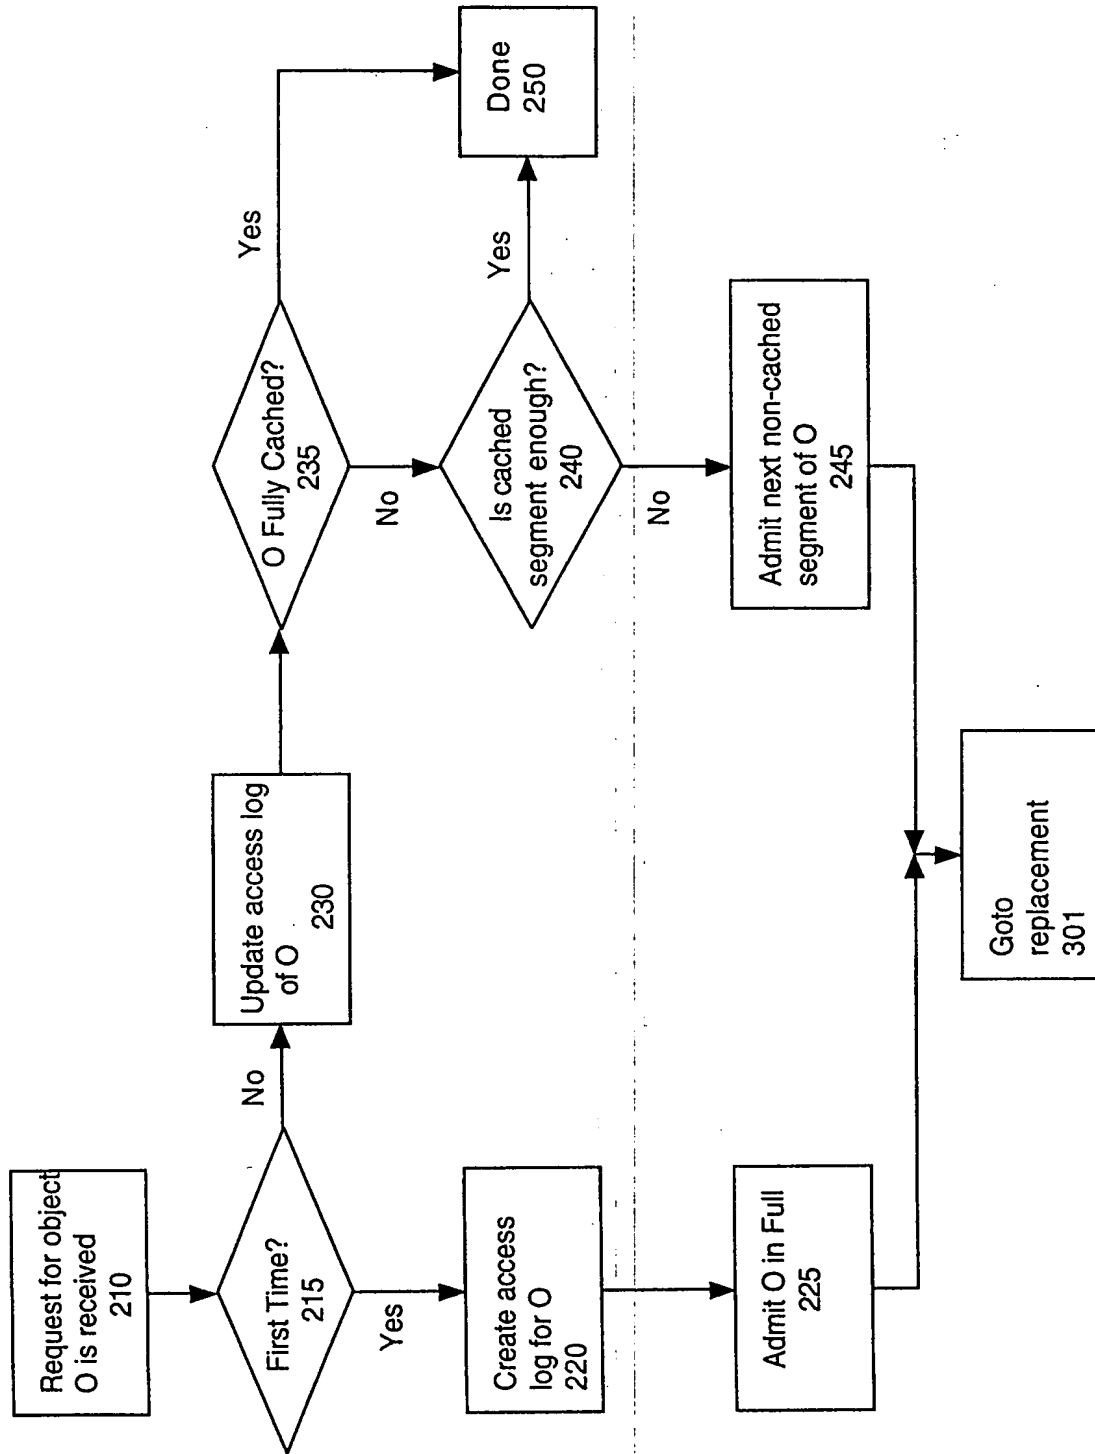 Request for object
O is received
210
First Time?
215
No
Yes
Create access
log for O
220
Admit O in Full
225
Update access log
of O
230
O Fully Cached?
235
Yes
No
Is cached
segment enough?
240
Yes
No
Done
250
Admit next non-cached
segment of O
245
Goto
replacement
301